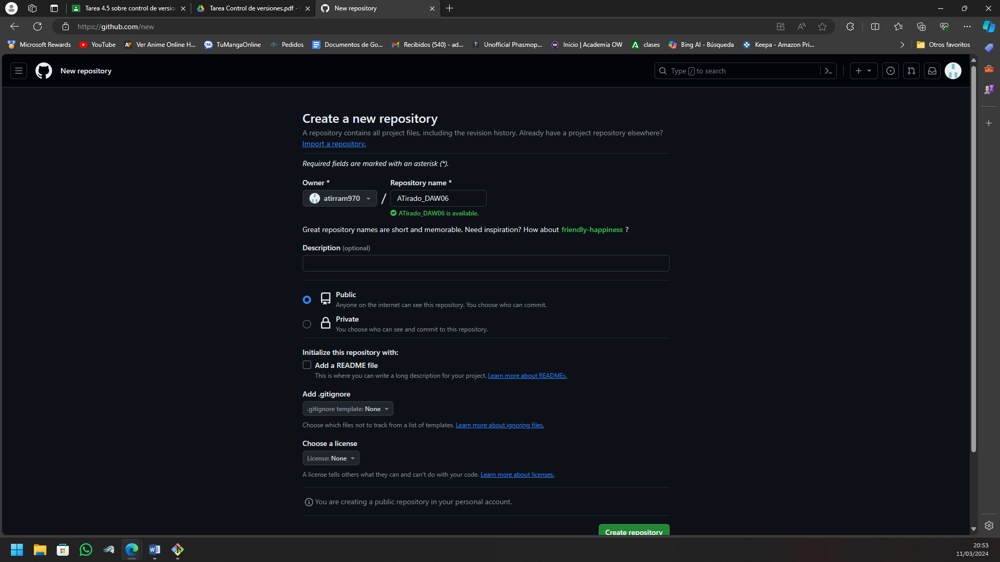 Tarea 4.5 sobre control de versio
Tarea Control de versiones.pdf -
New repository
https://github.com/new
Microsoft Rewards
YouTube
Ver Anime Online H...
TuMangaOnline
Pedidos
Documentos de Go...
Recibidos (540) - ad...
Unofficial Phasmop...
Inicio | Academia OW
clases
Bing AI - Búsqueda
Keepa - Amazon Pri...
Otros favoritos
New repository
Type / to search
Create a new repository
A repository contains all project files, including the revision history. Already have a project repository elsewhere?
Import a repository.
Required fields are marked with an asterisk (*).
Owner *
Repository name *
atirram970
/
ATirado_DAW06
ATirado_DAW06 is available.
Great repository names are short and memorable. Need inspiration? How about friendly-happiness ?
Description (optional)
Public
Anyone on the internet can see this repository. You choose who can commit.
Private
You choose who can see and commit to this repository.
Initialize this repository with:
Add a README file
This is where you can write a long description for your project. Learn more about READMEs.
Add .gitignore
.gitignore template: None
Choose which files not to track from a list of templates. Learn more about ignoring files.
Choose a license
License: None
A license tells others what they can and can't do with your code. Learn more about licenses.
You are creating a public repository in your personal account.
Create repository
20:53
11/03/2024